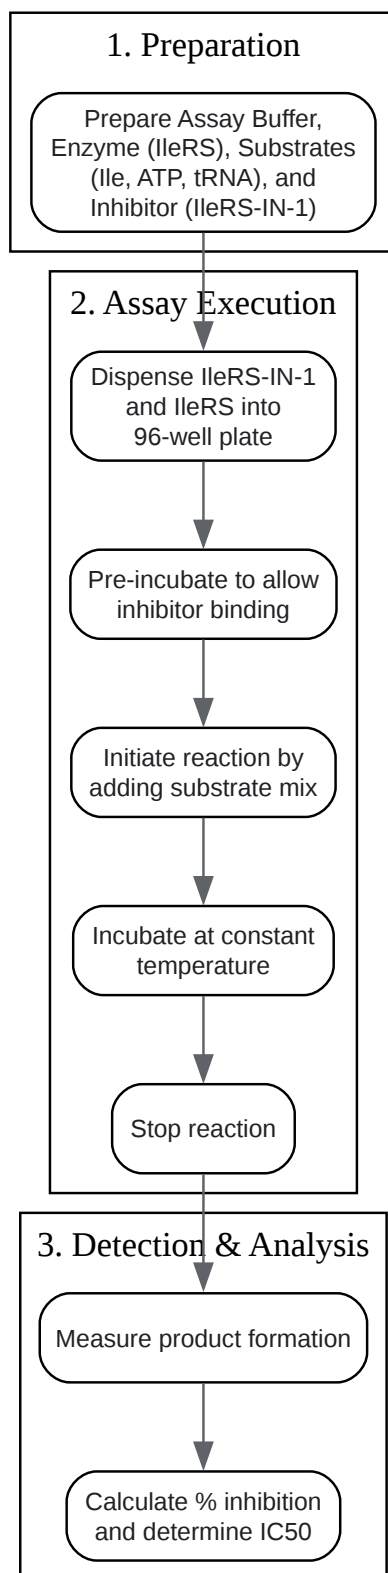 1. Preparation
Prepare Assay Buffer,
Enzyme (IleRS), Substrates
(Ile, ATP, tRNA), and
Inhibitor (IleRS-IN-1)
2. Assay Execution
Dispense IleRS-IN-1
and IleRS into
96-well plate
Pre-incubate to allow
inhibitor binding
Initiate reaction by
adding substrate mix
Incubate at constant
temperature
Stop reaction
3. Detection & Analysis
Measure product formation
Calculate % inhibition
and determine IC50